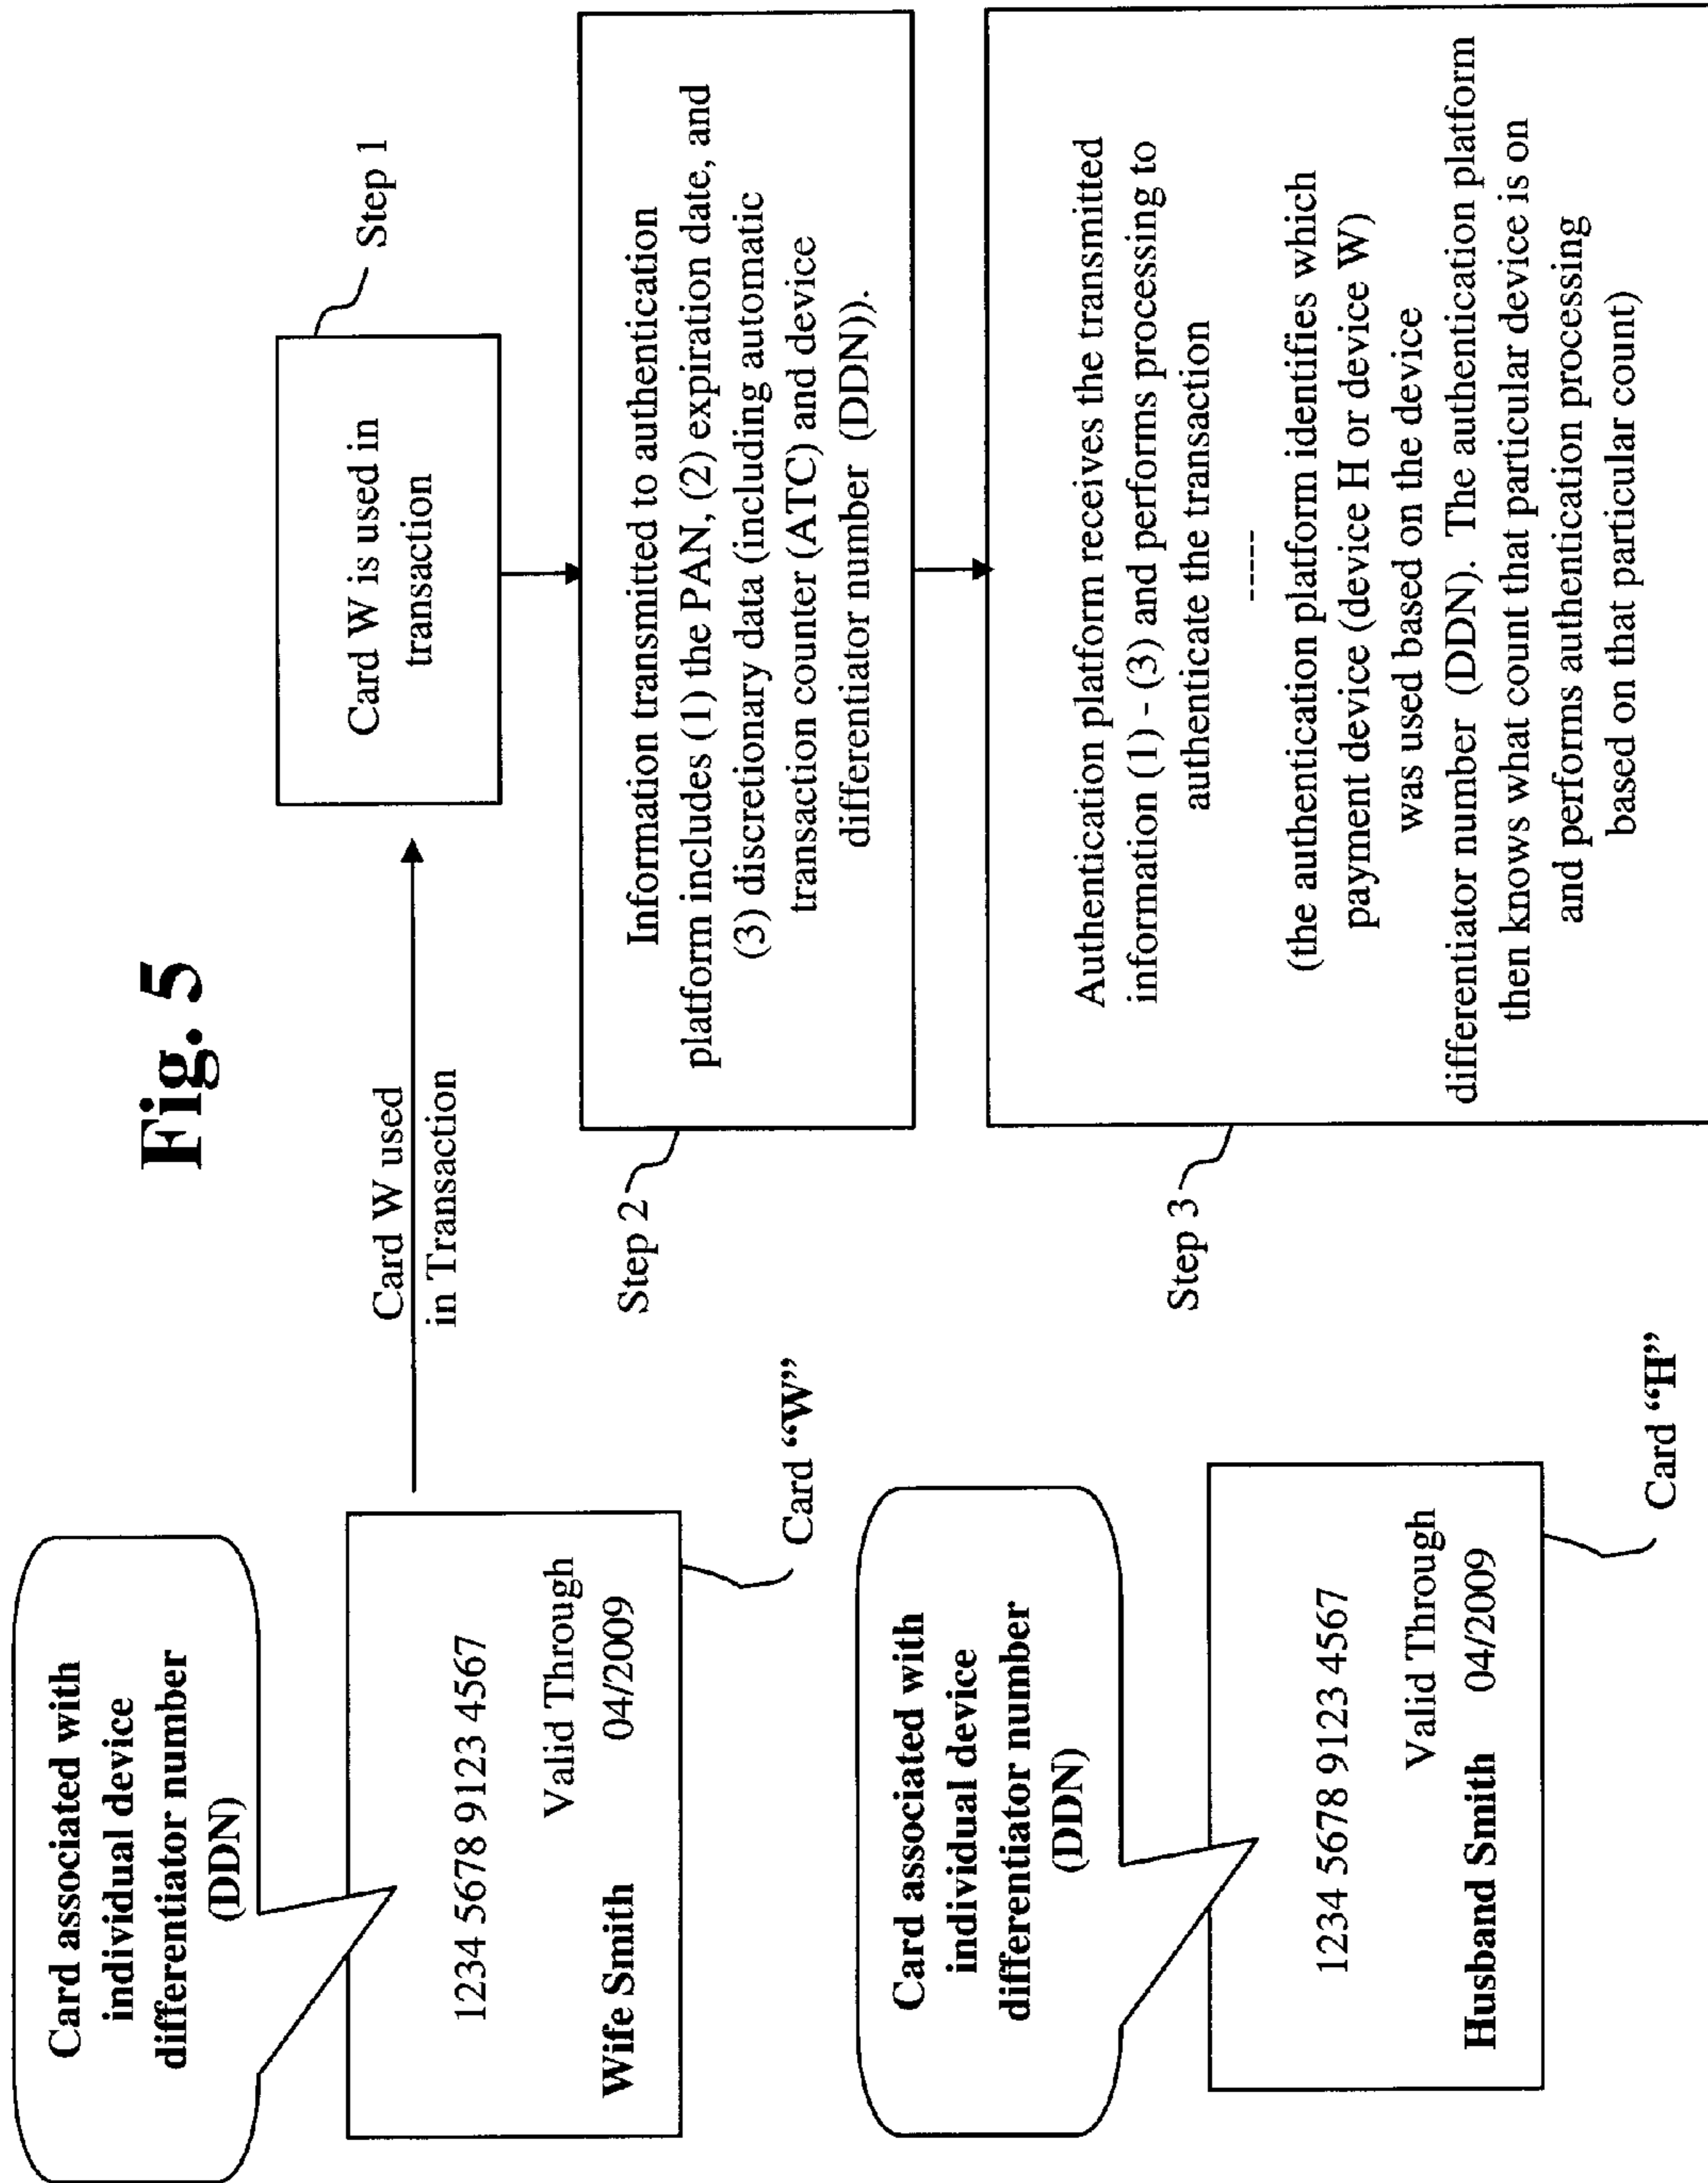 Fig. 5
Card associated with
individual device
differentiator number
(DDN)
1234 5678 9123 4567
Valid Through
Wife Smith 04/2009
Card “W”
Card W used
in Transaction
Card associated with
individual device
differentiator number
(DDN)
1234 5678 9123 4567
Valid Through
Husband Smith 04/2009
Card “H”
Card W is used in
transaction
Step 1
Information transmitted to authentication
platform includes (1) the PAN, (2) expiration date, and
(3) discretionary data (including automatic
transaction counter (ATC) and device
differentiator number (DDN)).
Step 2
Authentication platform receives the transmitted
information (1) - (3) and performs processing to
authenticate the transaction
-----
(the authentication platform identifies which
payment device (device H or device W)
was used based on the device
differentiator number (DDN). The authentication platform
then knows what count that particular device is on
and performs authentication processing
based on that particular count)
Step 3